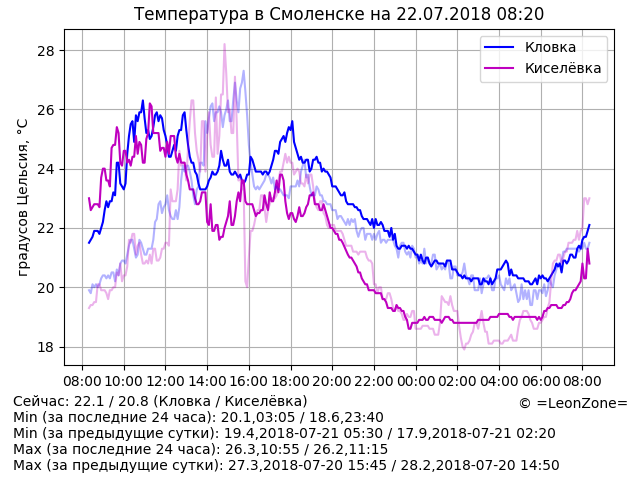 Температура в Смоленске на 22.07.2018 08:20
Кловка
Киселёвка
градусов Цельсия, °C
28
26
24
22
20
18
08:00 10:00 12:00 14:00 16:00 18:00 20:00 22:00 00:00 02:00 04:00 06:00 08:00
Сейчас: 22.1 / 20.8 (Кловка / Киселёвка)
© =LeonZone=
Min (за последние 24 часа): 20.1,03:05 / 18.6,23:40
Min (за предыдущие сутки): 19.4,2018-07-21 05:30 / 17.9,2018-07-21 02:20
Max (за последние 24 часа): 26.3,10:55 / 26.2,11:15
Max (за предыдущие сутки): 27.3,2018-07-20 15:45 / 28.2,2018-07-20 14:50